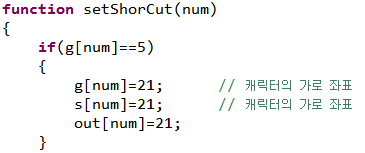 function setShorCut(num)
{
if(g[num]==5)
{
g[num]=21; // 캐릭터의 가로 좌표
s[num]=21; // 캐릭터의 가로 좌표
out[num]=21;
}